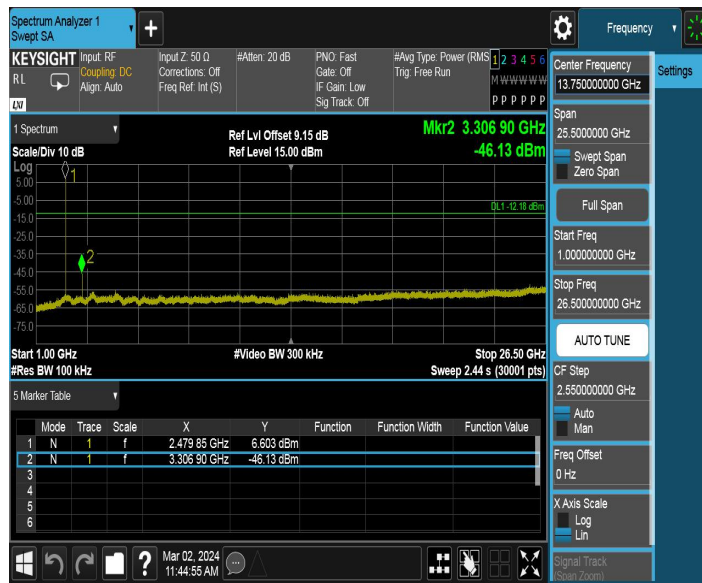 Spectrum Analyzer 1
Swept SA
+
Frequency
KEYSIGHT Input: RF Input Z: 50 Ω #Atten: 20 dB PNO: Fast #Avg Type: Power (RMS 1 2 3 4 5 6
RL Coupling: DC Corrections: Off Gate: Off Trig: Free Run M W W W W W
Align: Auto Freq Ref: Int (S) IF Gain: Low
LXI Sig Track: Off P P P P P P
1 Spectrum
Scale/Div 10 dB
Ref Lvl Offset 9.15 dB
Ref Level 15.00 dBm
Mkr2 3.306 90 GHz
-46.13 dBm
Log
5.00
-5.00
-15.0
-25.0
-35.0
-45.0
-55.0
-65.0
-75.0
1
2
DL1 -12.18 dBm
Start 1.00 GHz #Video BW 300 kHz Stop 26.50 GHz
#Res BW 100 kHz Sweep 2.44 s (30001 pts)
5 Marker Table
Mode Trace Scale X Y Function Function Width Function Value
1 N 1 f 2.479 85 GHz 6.603 dBm
2 N 1 f 3.306 90 GHz -46.13 dBm
3
4
5
6
? Mar 02, 2024
11:44:55 AM
Center Frequency
13.750000000 GHz
Span
25.5000000 GHz
Swept Span
Zero Span
Full Span
Start Freq
1.000000000 GHz
Stop Freq
26.500000000 GHz
AUTO TUNE
CF Step
2.550000000 GHz
Auto
Man
Freq Offset
0 Hz
X Axis Scale
Log
Lin
Signal Track
(Span Zoom)
Settings